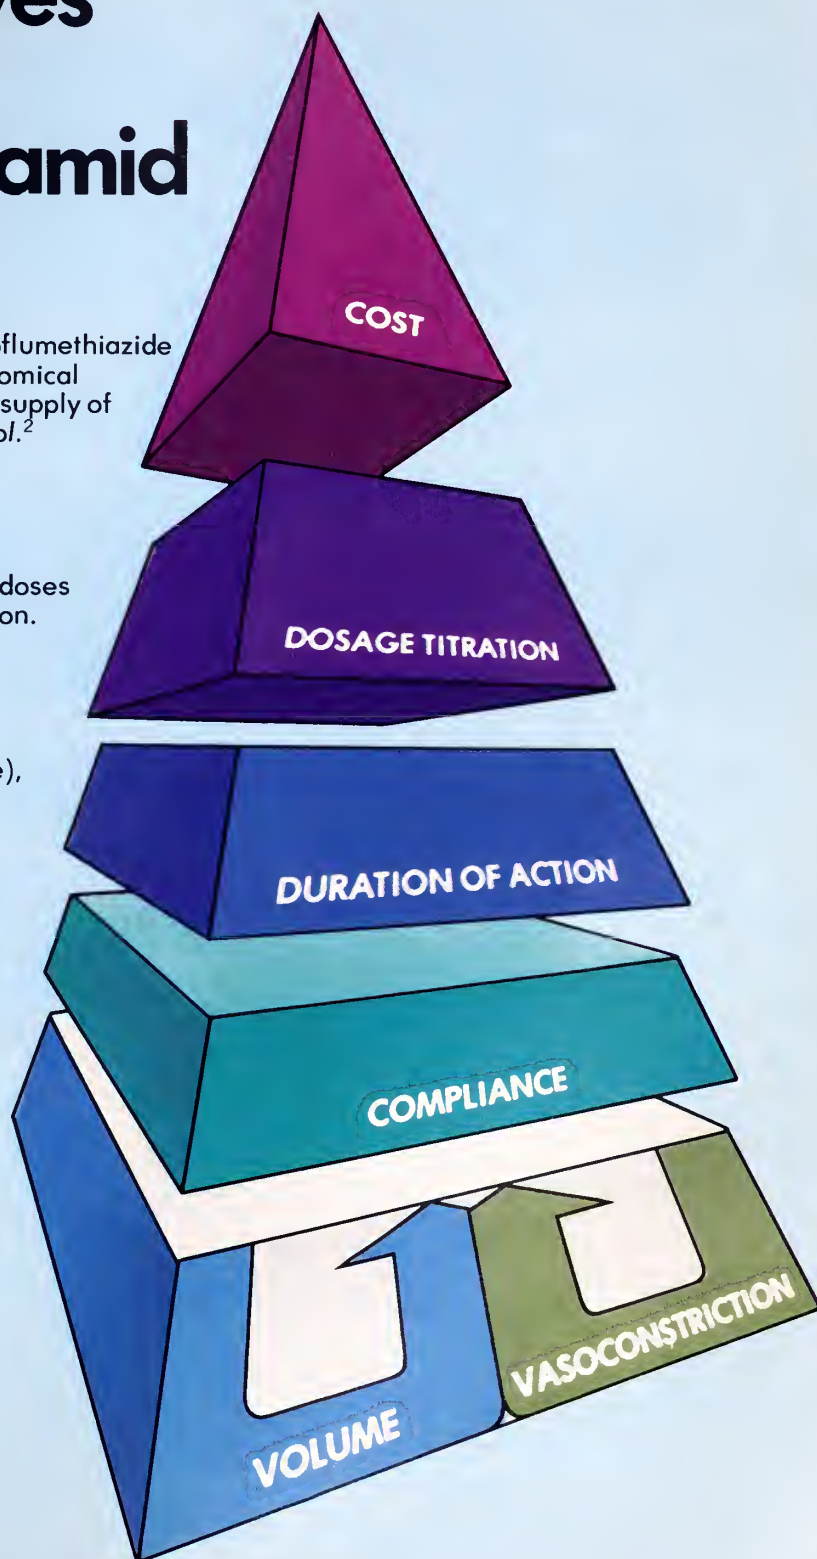 ves
amid
flumethiazide
omical
supply of
ol.²
doses
on.
e),
COST
DOSAGE TITRATION
DURATION OF ACTION
COMPLIANCE
VOLUME
VASOCONSTRICTION